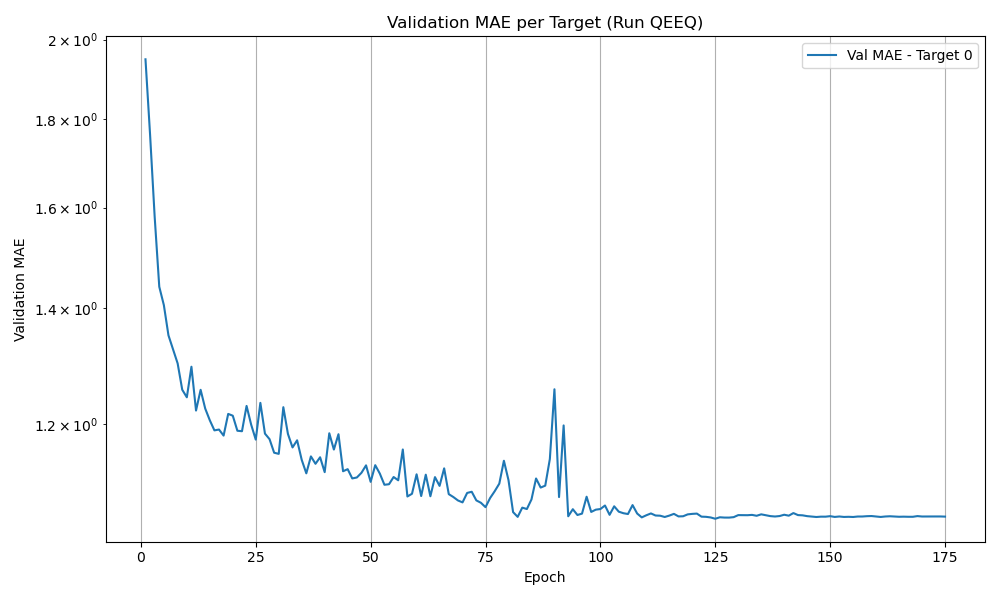 Validation MAE per Target (Run QEEQ)
Val MAE - Target 0
2 × 10⁰
1.8 × 10⁰
1.6 × 10⁰
1.4 × 10⁰
1.2 × 10⁰
Validation MAE
0 25 50 75 100 125 150 175
Epoch